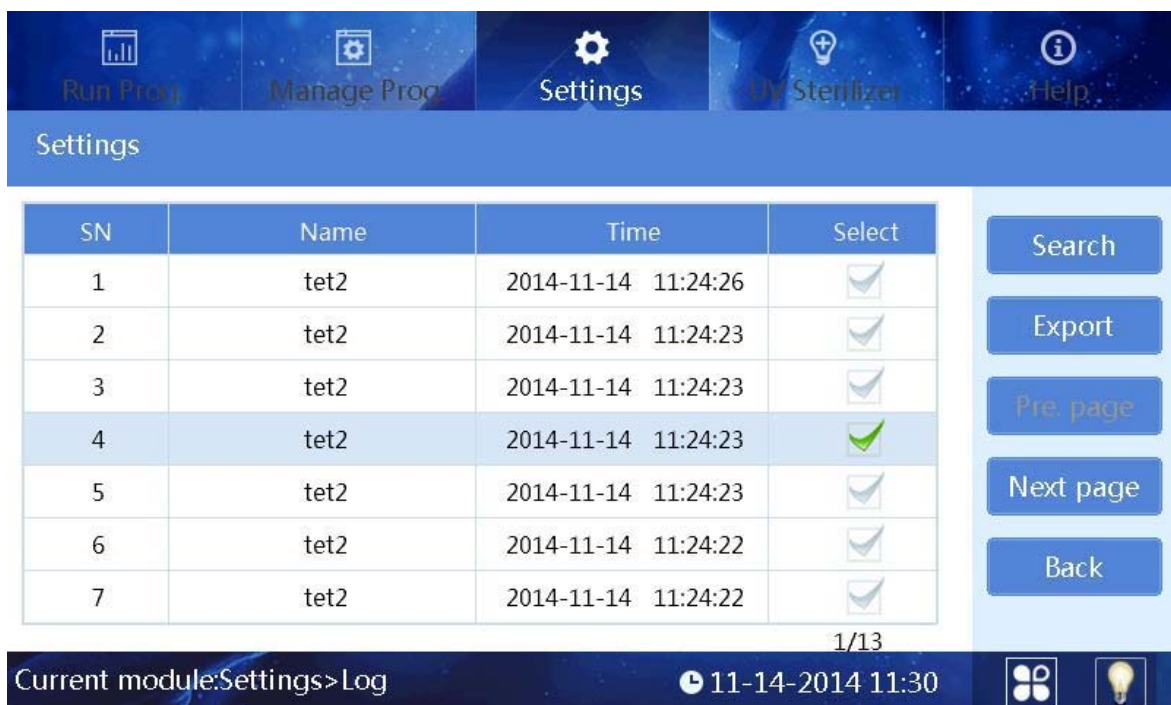 Run Prog. Manage Prog. Settings UV Sterilizer Help
Settings
SN Name Time Select
1 tet2 2014-11-14 11:24:26
2 tet2 2014-11-14 11:24:23
3 tet2 2014-11-14 11:24:23
4 tet2 2014-11-14 11:24:23
5 tet2 2014-11-14 11:24:23
6 tet2 2014-11-14 11:24:22
7 tet2 2014-11-14 11:24:22
1/13
Search
Export
Pre. page
Next page
Back
Current module:Settings>Log 11-14-2014 11:30